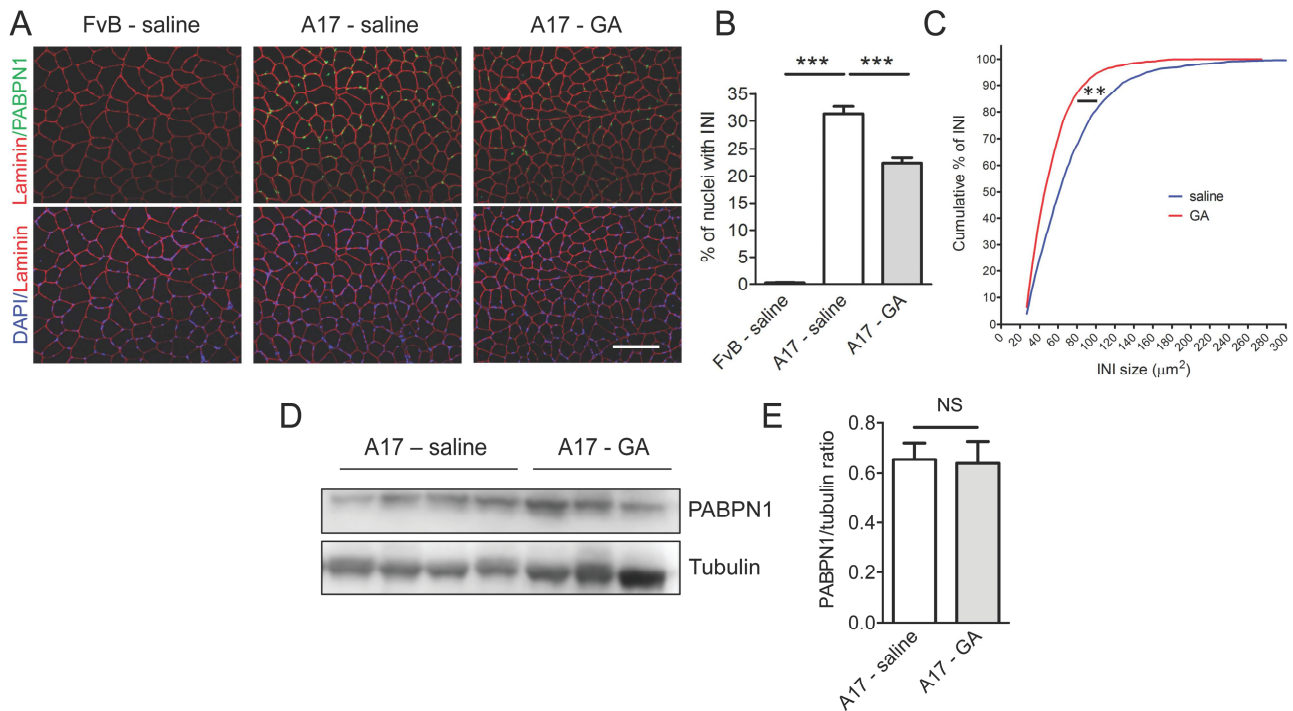 A
FvB - saline
A17 - saline
A17 - GA
Laminin/PABPN1
DAPI/Laminin
B
***
***
% of nuclei with INI
35
30
25
20
15
10
5
0
FvB - saline
A17 - saline
A17 - GA
C
Cumulative % of INI
100
90
80
70
60
50
40
30
20
10
0
**
saline
GA
0 20 40 60 80 100 120 140 160 180 200 220 240 260 280 300
INI size (μm²)
D
A17 – saline
A17 - GA
PABPN1
Tubulin
E
NS
PABPN1/tubulin ratio
0.8
0.6
0.4
0.2
0.0
A17 - saline
A17 - GA